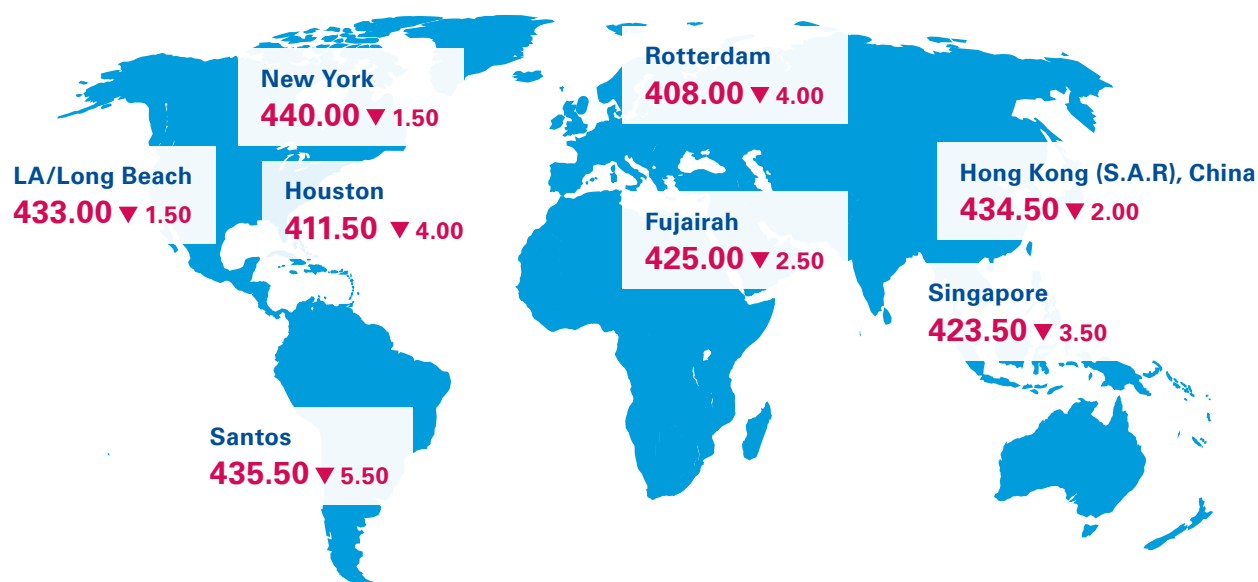 New York
440.00 ▼ 1.50
Rotterdam
408.00 ▼ 4.00
LA/Long Beach
433.00 ▼ 1.50
Houston
411.50 ▼ 4.00
Fujairah
425.00 ▼ 2.50
Hong Kong (S.A.R), China
434.50 ▼ 2.00
Singapore
423.50 ▼ 3.50
Santos
435.50 ▼ 5.50